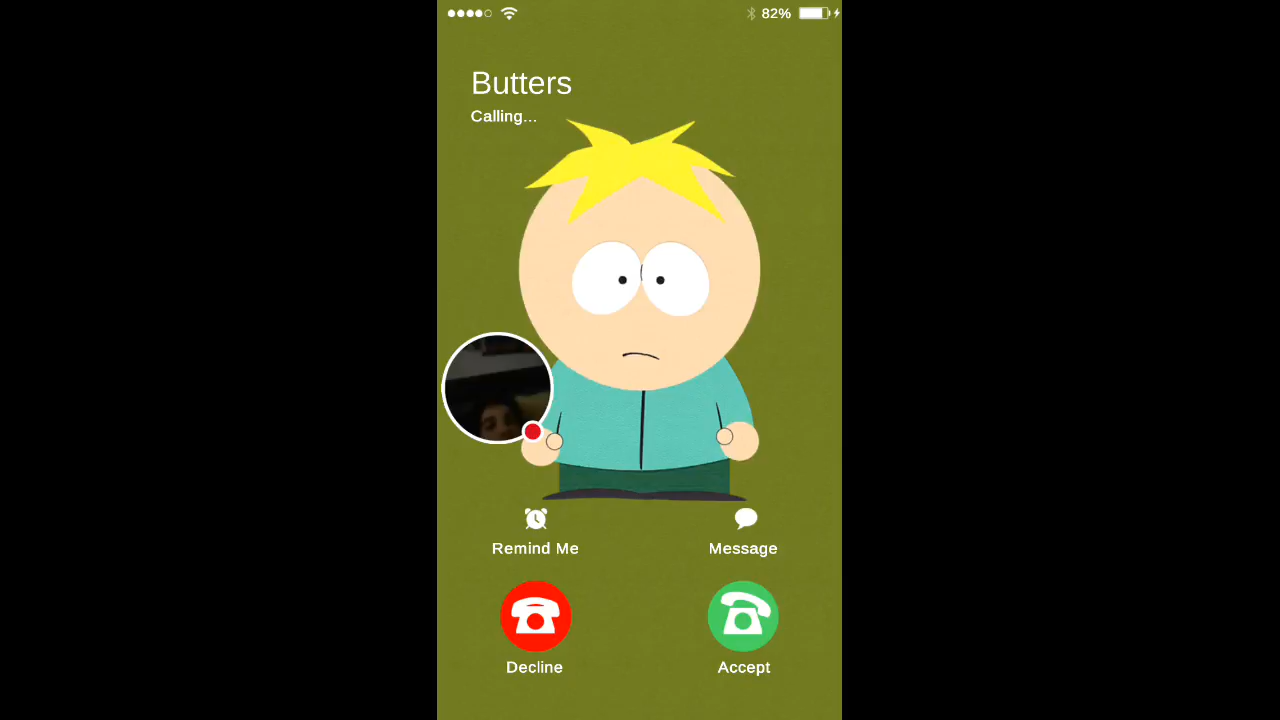 82%
Butters
Calling...
Remind Me
Message
Decline
Accept